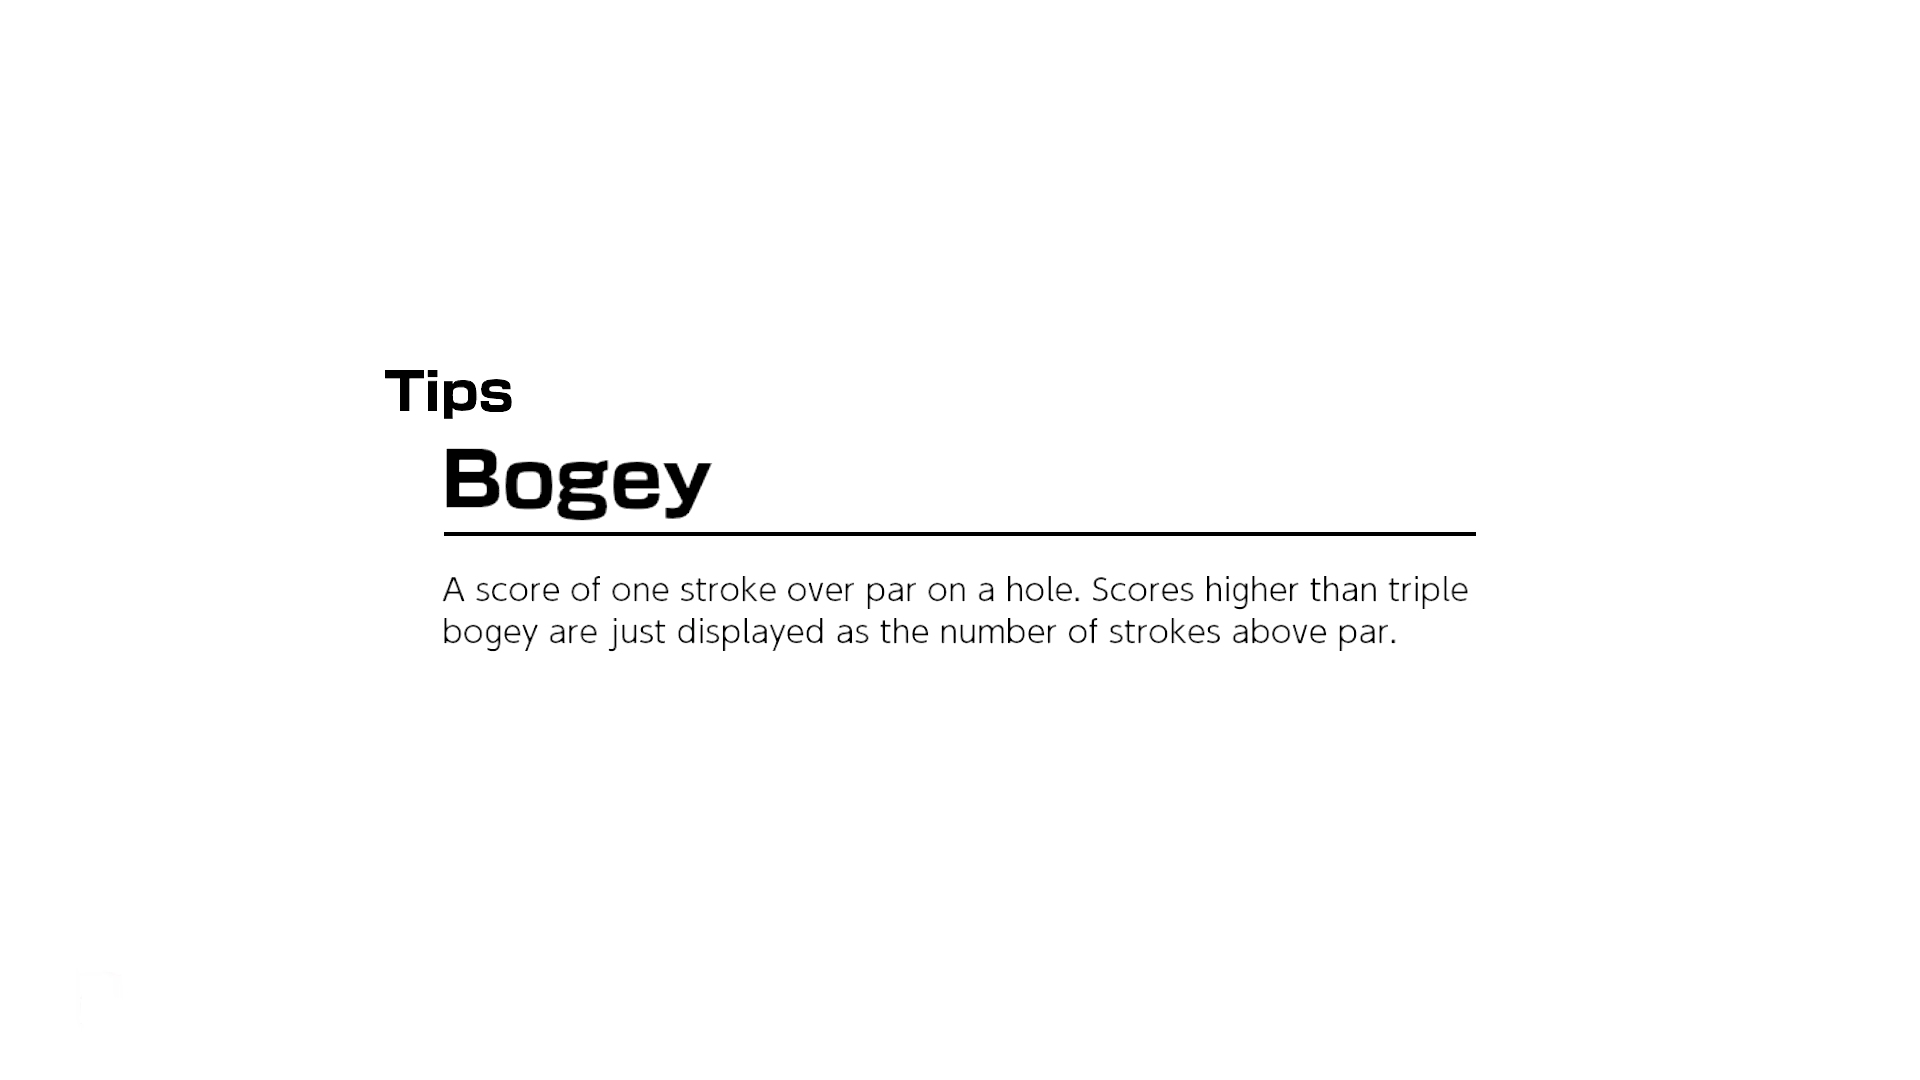 Tips
Bogey
A score of one stroke over par on a hole. Scores higher than triple
bogey are just displayed as the number of strokes above par.